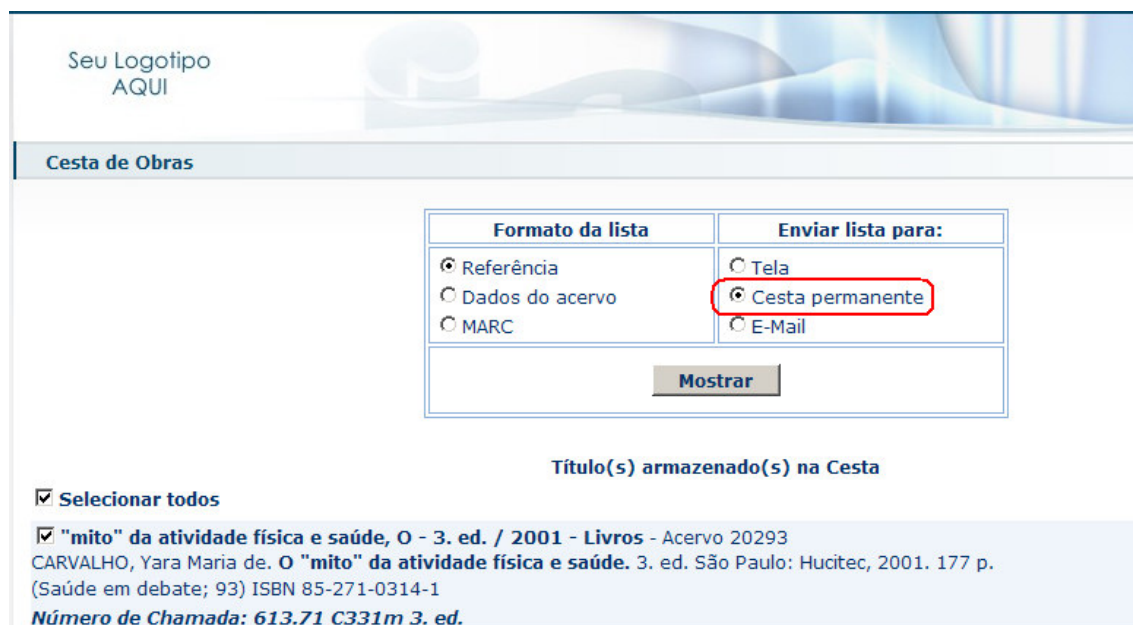 Seu Logotipo
AQUI
Cesta de Obras
Formato da lista
Enviar lista para:
Referência
Tela
Dados do acervo
Cesta permanente
MARC
E-Mail
Mostrar
Título(s) armazenado(s) na Cesta
Selecionar todos
"mito" da atividade física e saúde, O - 3. ed. / 2001 - Livros - Acervo 20293
CARVALHO, Yara Maria de. O "mito" da atividade física e saúde. 3. ed. São Paulo: Hucitec, 2001. 177 p.
(Saúde em debate; 93) ISBN 85-271-0314-1
Número de Chamada: 613.71 C331m 3. ed.